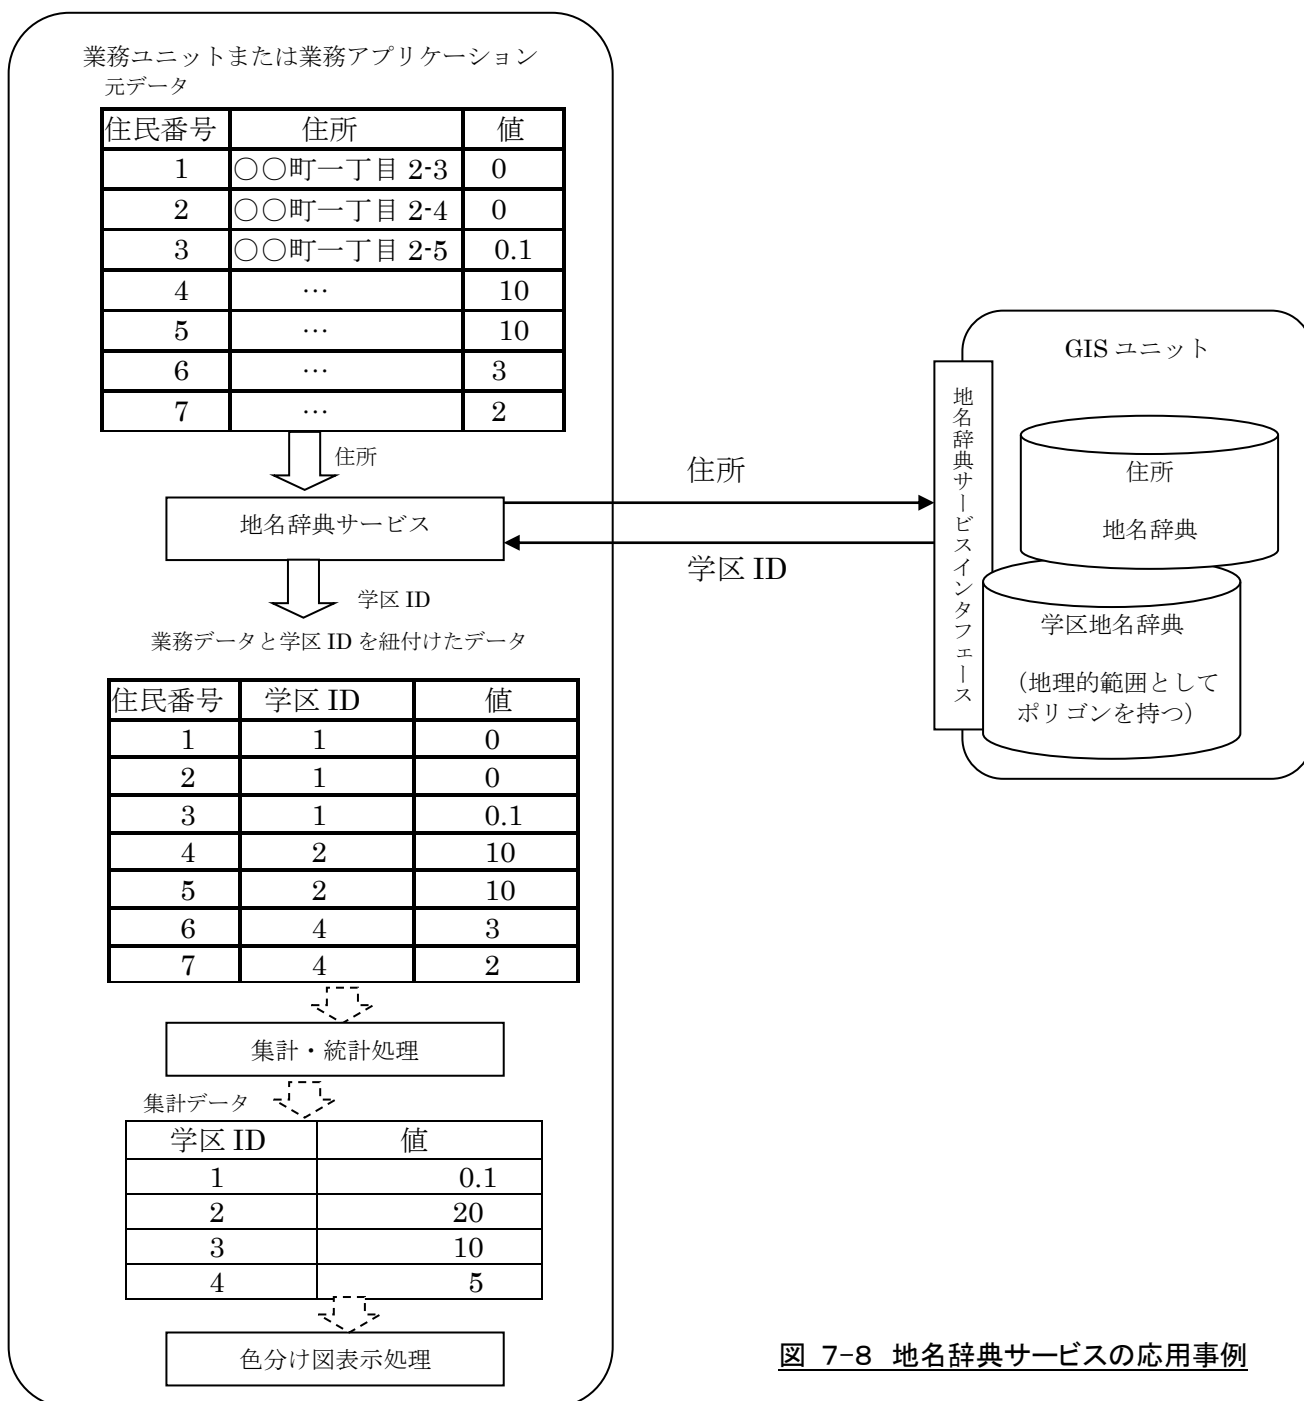 業務ユニットまたは業務アプリケーション
元データ
住民番号 住所 値
1 〇〇町一丁目 2-3 0
2 〇〇町一丁目 2-4 0
3 〇〇町一丁目 2-5 0.1
4 … 10
5 … 10
6 … 3
7 … 2
住所
地名辞典サービス
学区 ID
業務データと学区 ID を紐付けたデータ
住民番号 学区 ID 値
1 1 0
2 1 0
3 1 0.1
4 2 10
5 2 10
6 4 3
7 4 2
集計・統計処理
集計データ
学区 ID 値
1 0.1
2 20
3 10
4 5
色分け図表示処理
住所
学区 ID
GIS ユニット
地名辞典サービスインタフェース
住所
地名辞典
学区地名辞典
（地理的範囲として
ポリゴンを持つ）
図 7-8 地名辞典サービスの応用事例